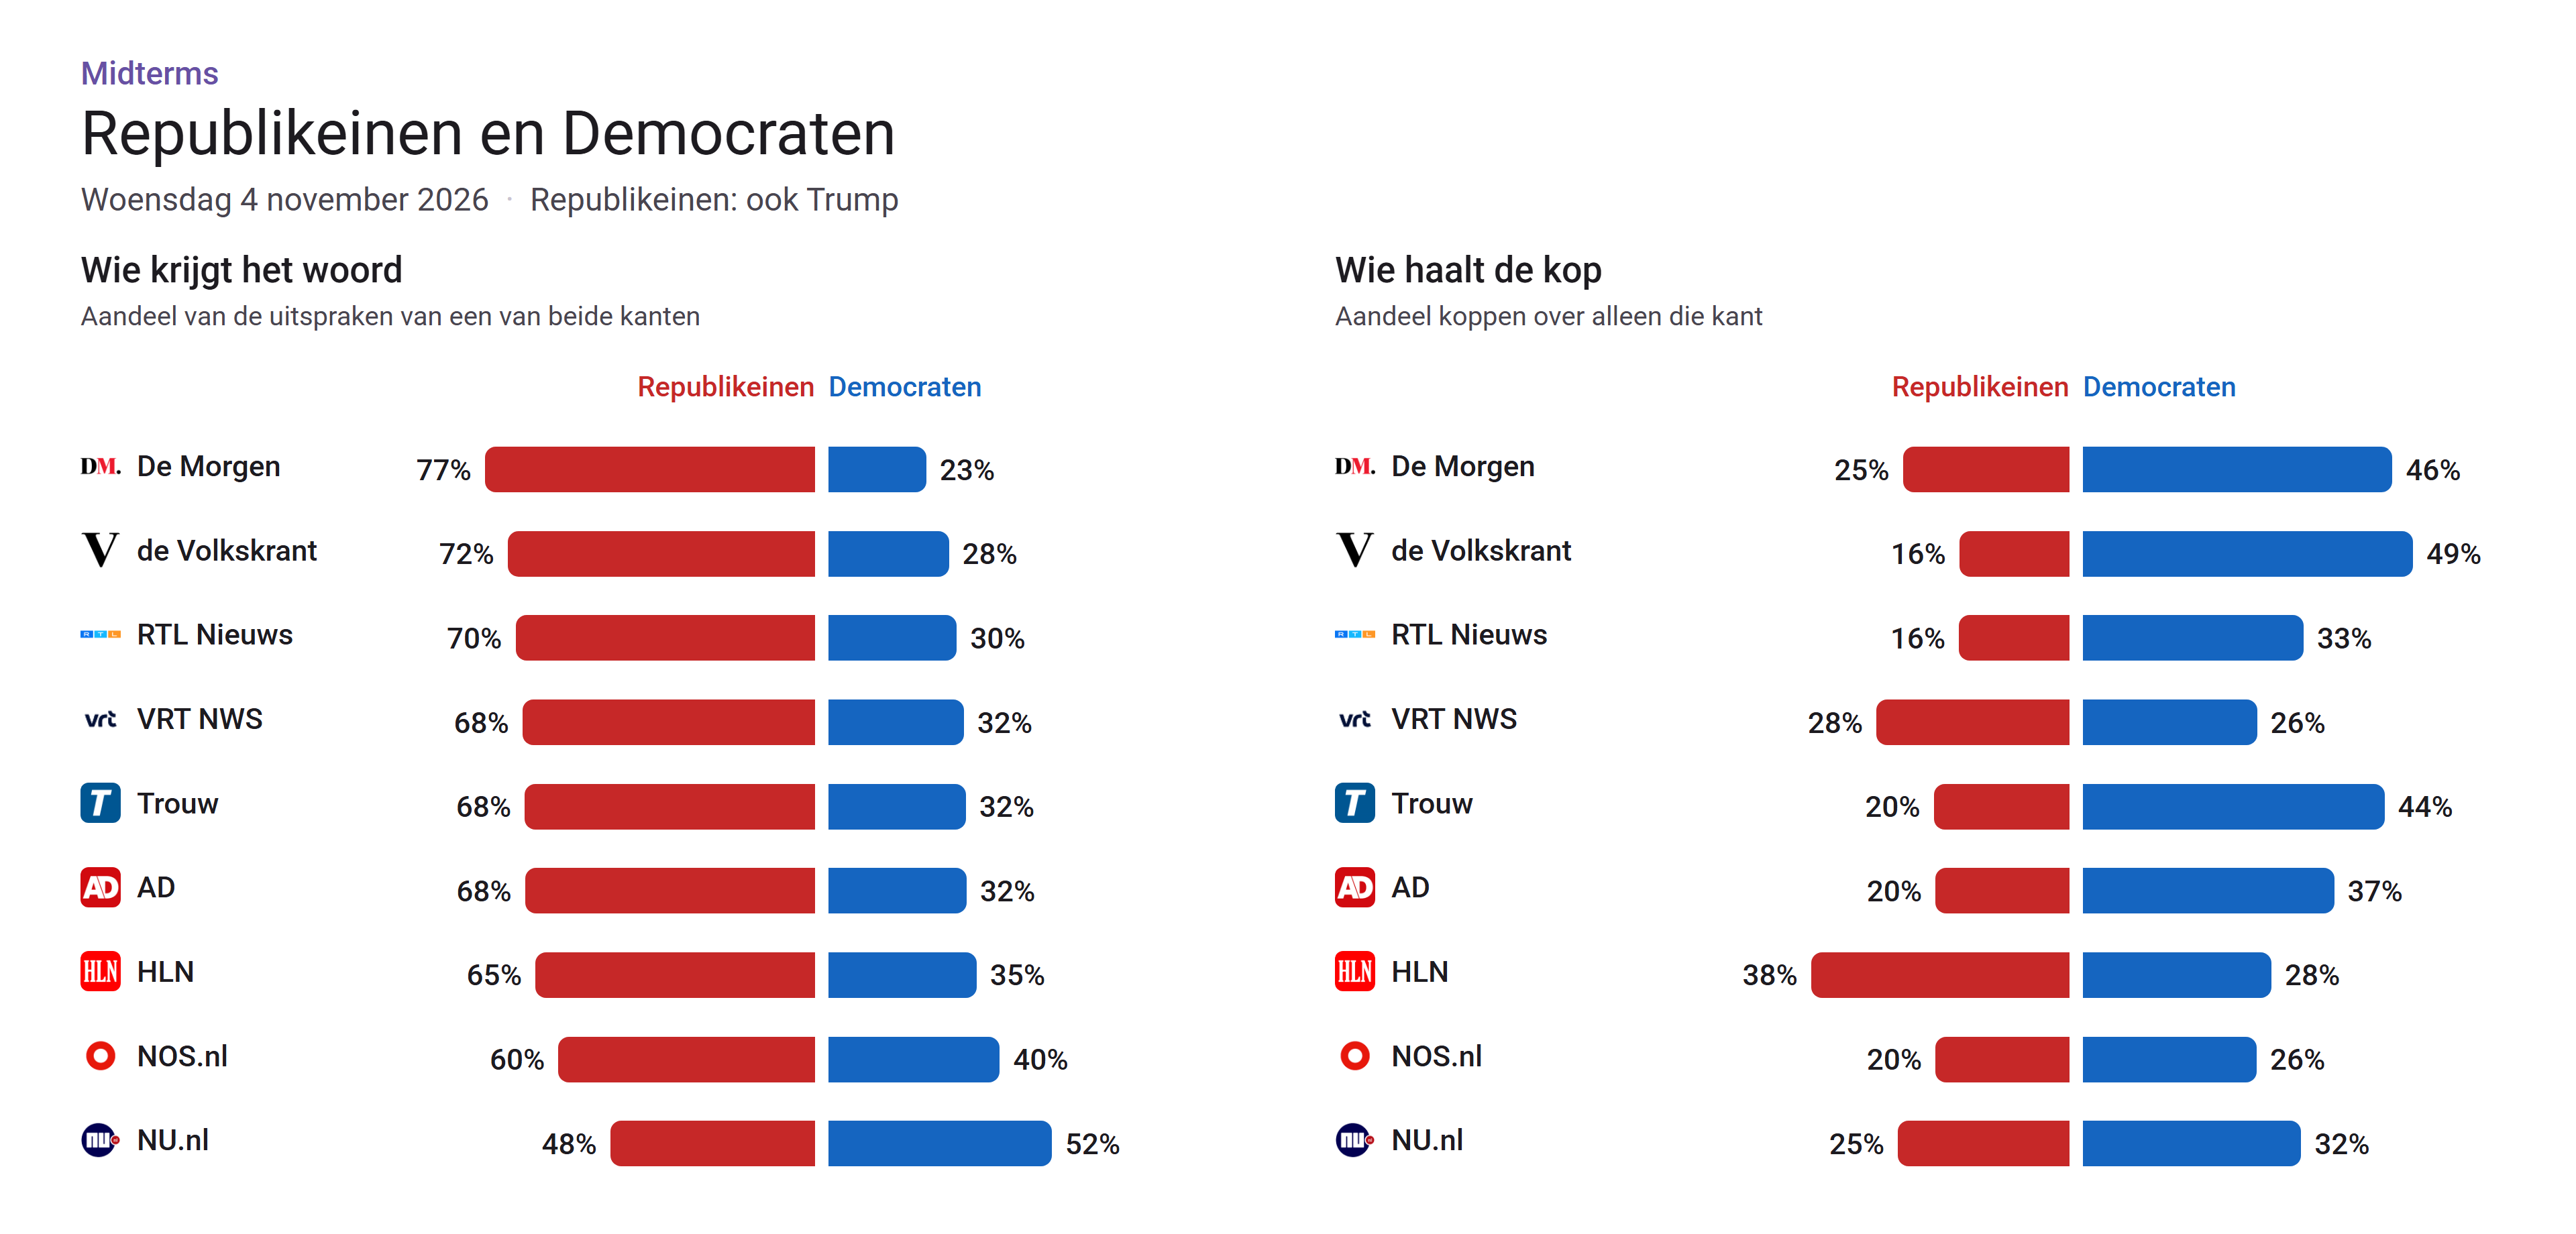 Midterms
Republikeinen en Democraten
Woensdag 4 november 2026 · Republikeinen: ook Trump
Wie krijgt het woord
Aandeel van de uitspraken van een van beide kanten
Republikeinen Democraten
DM. De Morgen 77% 23%
V de Volkskrant 72% 28%
RTL RTL Nieuws 70% 30%
vrt VRT NWS 68% 32%
T Trouw 68% 32%
AD AD 68% 32%
HLN HLN 65% 35%
NOS.nl 60% 40%
nu NU.nl 48% 52%
Wie haalt de kop
Aandeel koppen over alleen die kant
Republikeinen Democraten
DM. De Morgen 25% 46%
V de Volkskrant 16% 49%
RTL RTL Nieuws 16% 33%
vrt VRT NWS 28% 26%
T Trouw 20% 44%
AD AD 20% 37%
HLN HLN 38% 28%
NOS.nl 20% 26%
nu NU.nl 25% 32%